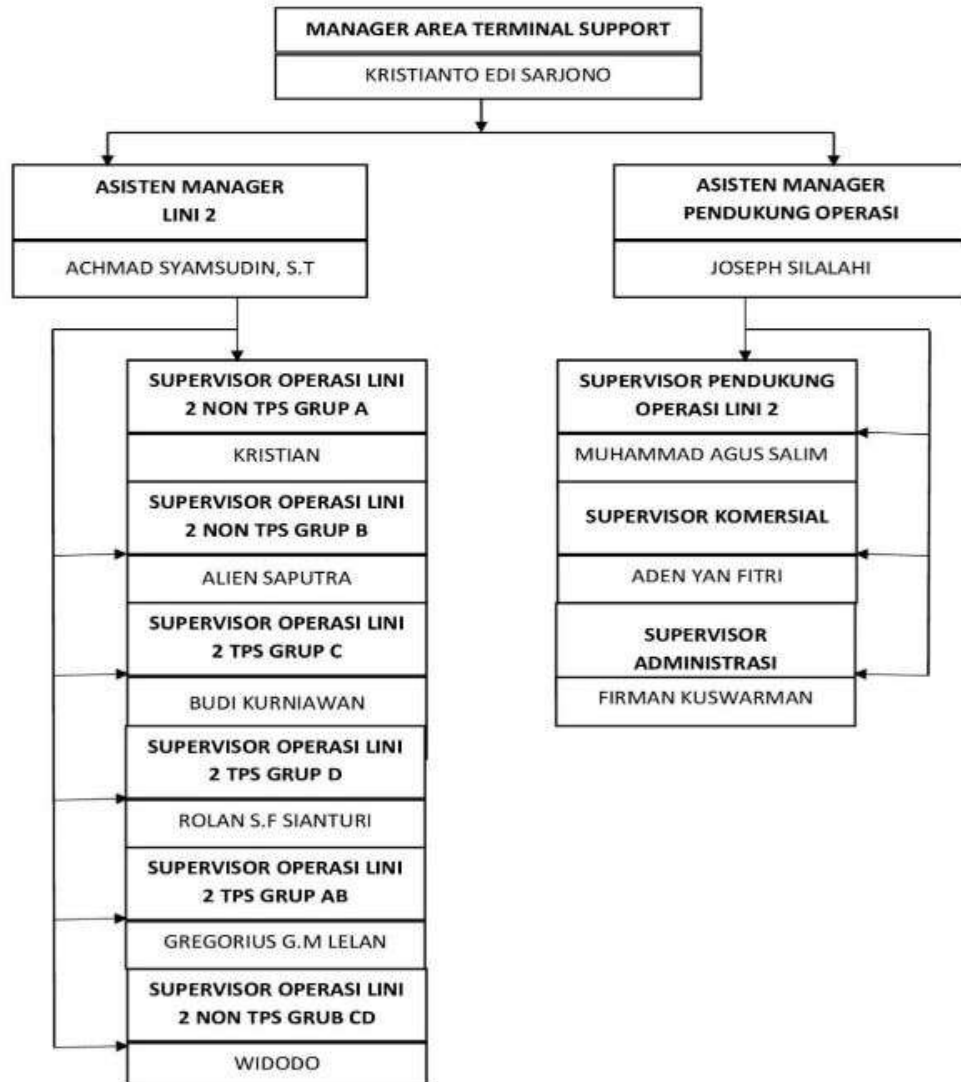 MANAGER AREA TERMINAL SUPPORT
KRISTIANTO EDI SARJONO
ASISTEN MANAGER
LINI 2
ACHMAD SYAMSUDIN, S.T
ASISTEN MANAGER
PENDUKUNG OPERASI
JOSEPH SILALAHI
SUPERVISOR OPERASI LINI
2 NON TPS GRUP A
KRISTIAN
SUPERVISOR OPERASI LINI
2 NON TPS GRUP B
ALIEN SAPUTRA
SUPERVISOR OPERASI LINI
2 TPS GRUP C
BUDI KURNIAWAN
SUPERVISOR OPERASI LINI
2 TPS GRUP D
ROLAN S.F SIANTURI
SUPERVISOR OPERASI LINI
2 TPS GRUP AB
GREGORIUS G.M LELAN
SUPERVISOR OPERASI LINI
2 NON TPS GRUB CD
WIDODO
SUPERVISOR PENDUKUNG
OPERASI LINI 2
MUHAMMAD AGUS SALIM
SUPERVISOR KOMERSIAL
ADEN YAN FITRI
SUPERVISOR
ADMINISTRASI
FIRMAN KUSWARMAN